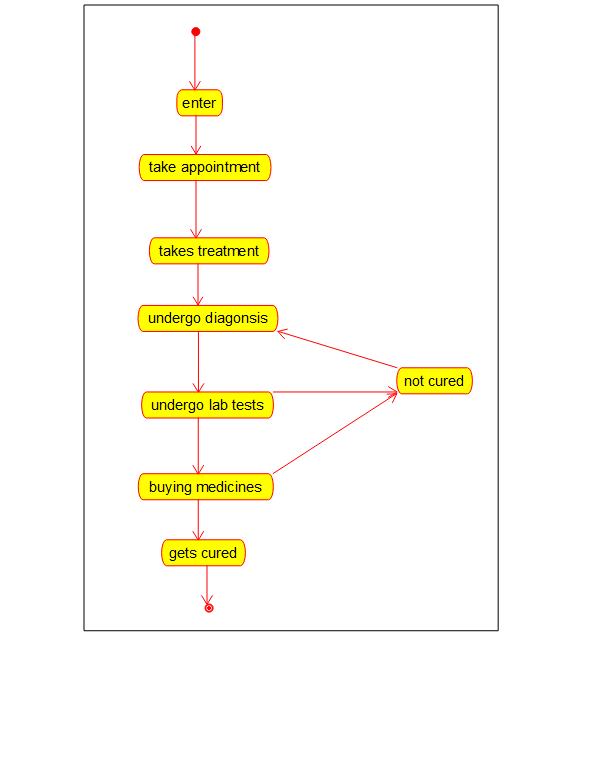 enter
take appointment
takes treatment
undergo diagonsis
not cured
undergo lab tests
buying medicines
gets cured